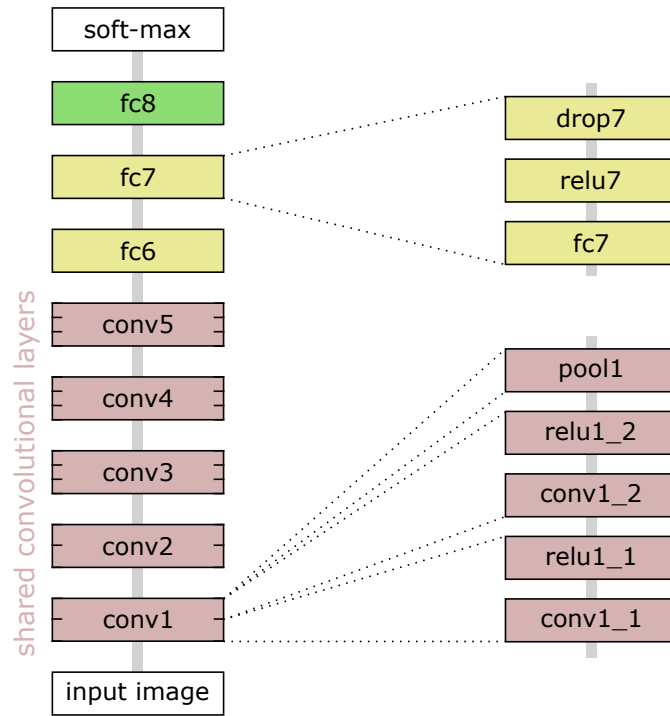 soft-max
fc8
fc7
fc6
conv5
conv4
conv3
conv2
conv1
input image
shared convolutional layers
drop7
relu7
fc7
pool1
relu1_2
conv1_2
relu1_1
conv1_1